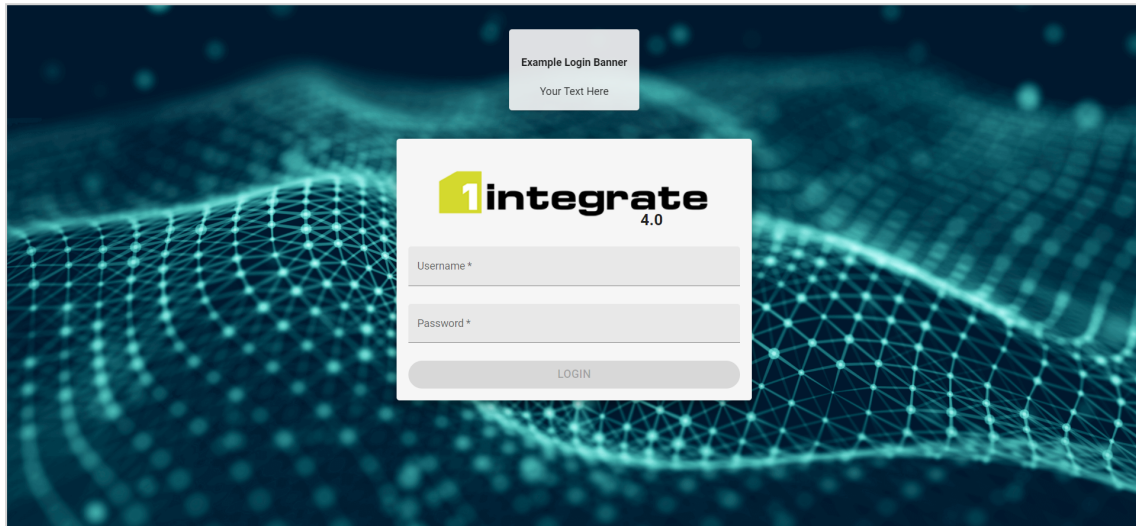 Example Login Banner
Your Text Here
1integrate
4.0
Username *
Password *
LOGIN